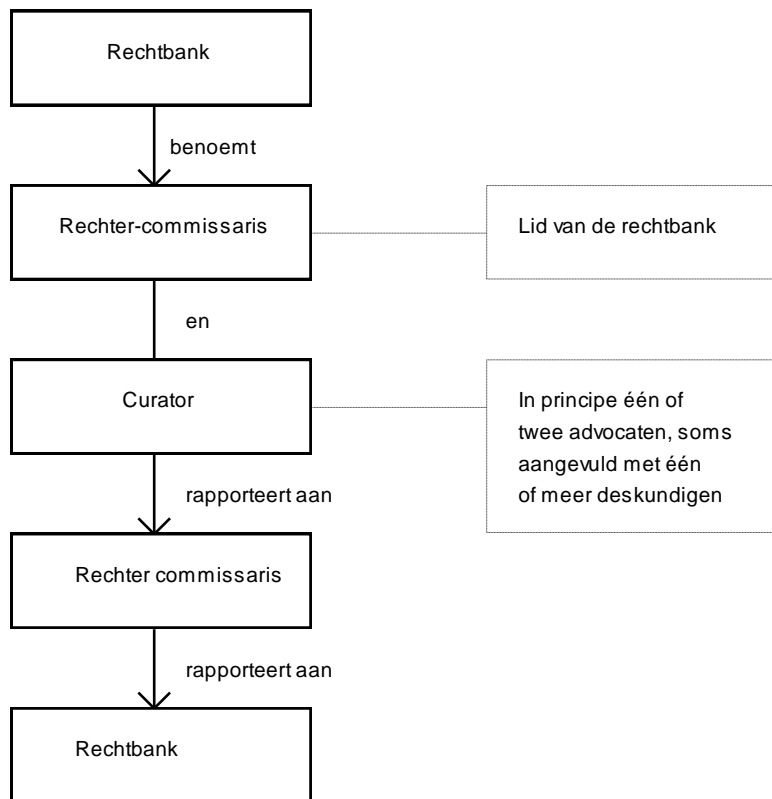 Rechtbank
benoemt
Rechter-commissaris
Lid van de rechtbank
en
Curator
In principe één of
twee advocaten, soms
aangevuld met één
of meer deskundigen
rapporteert aan
Rechter commissaris
rapporteert aan
Rechtbank